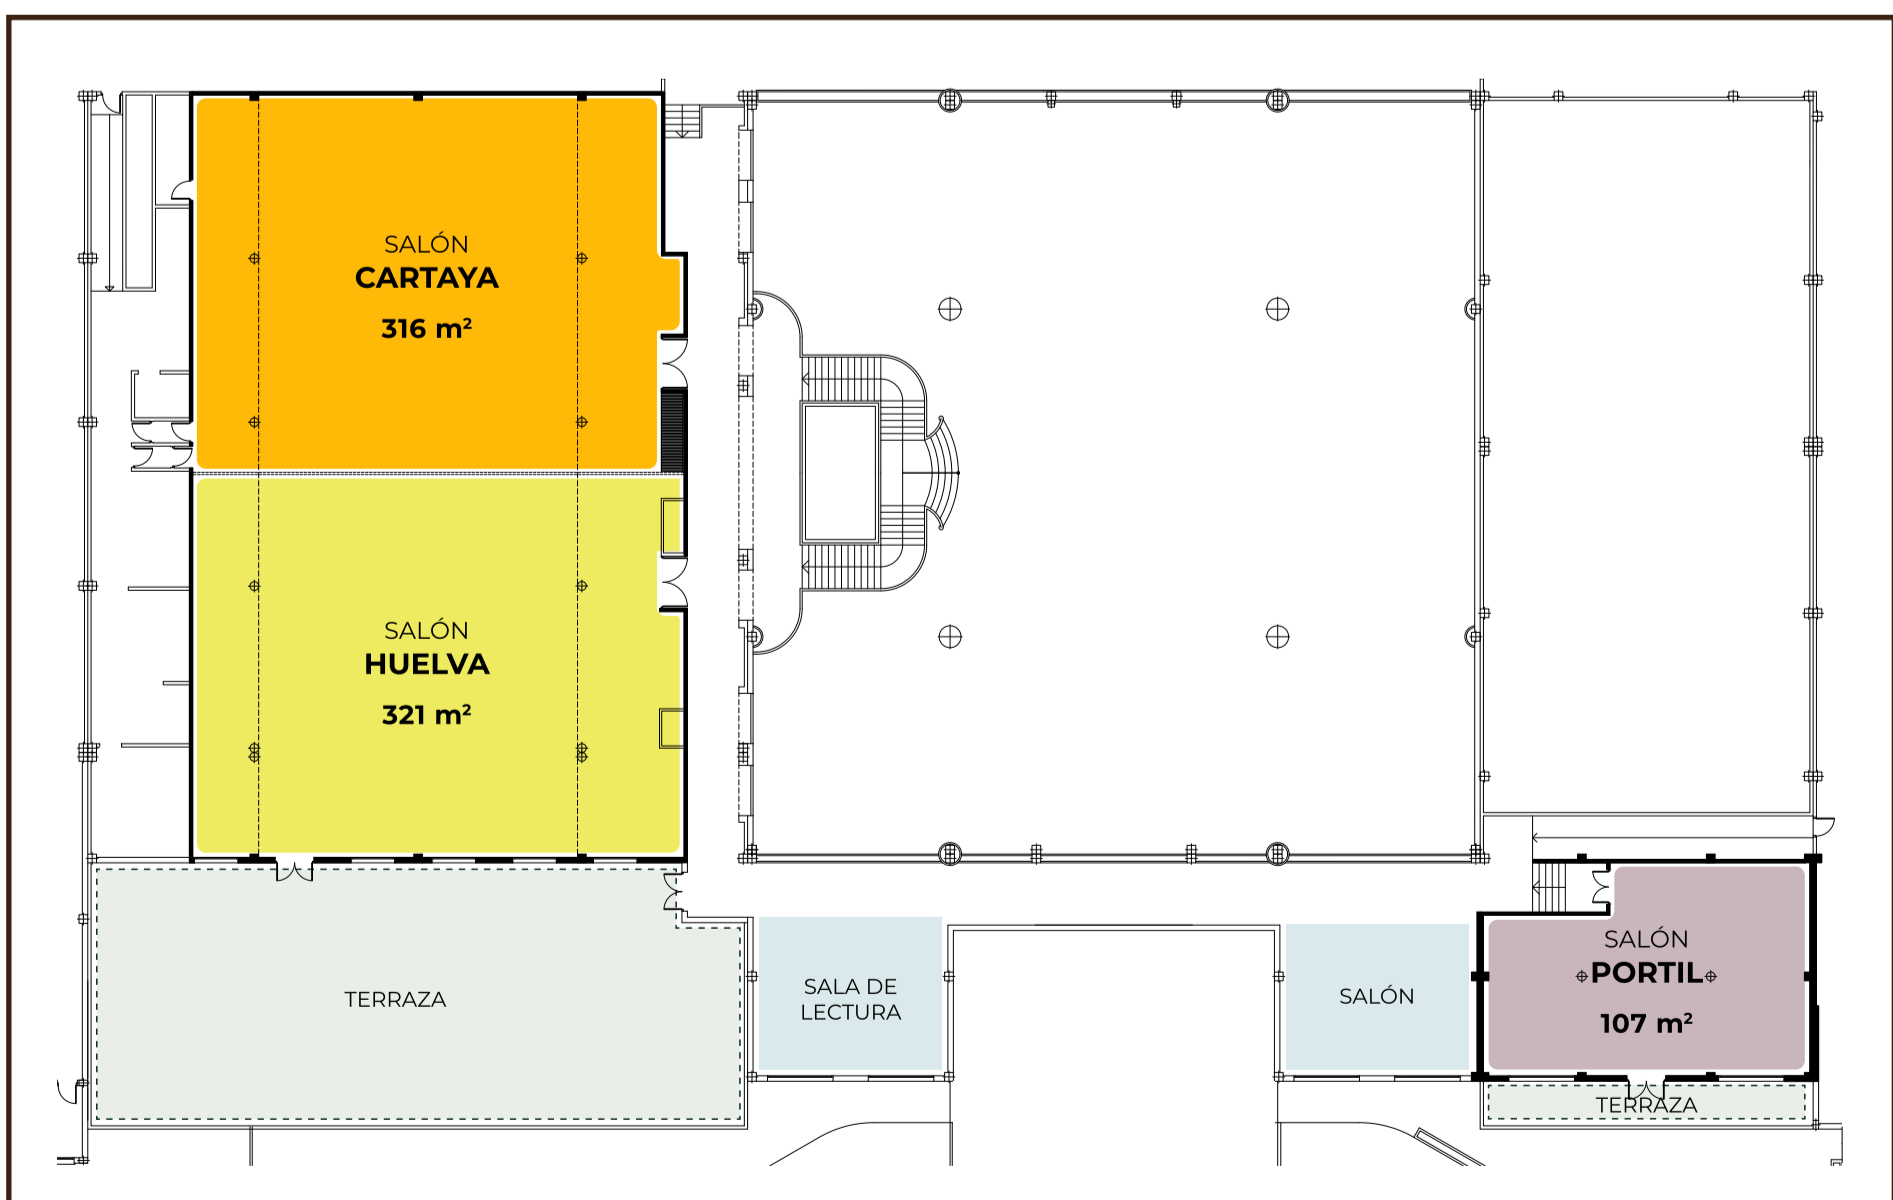 SALÓN
CARTAYA
316 m²
SALÓN
HUELVA
321 m²
TERRAZA
SALA DE
LECTURA
SALÓN
SALÓN
PORTIL
107 m²
TERRAZA